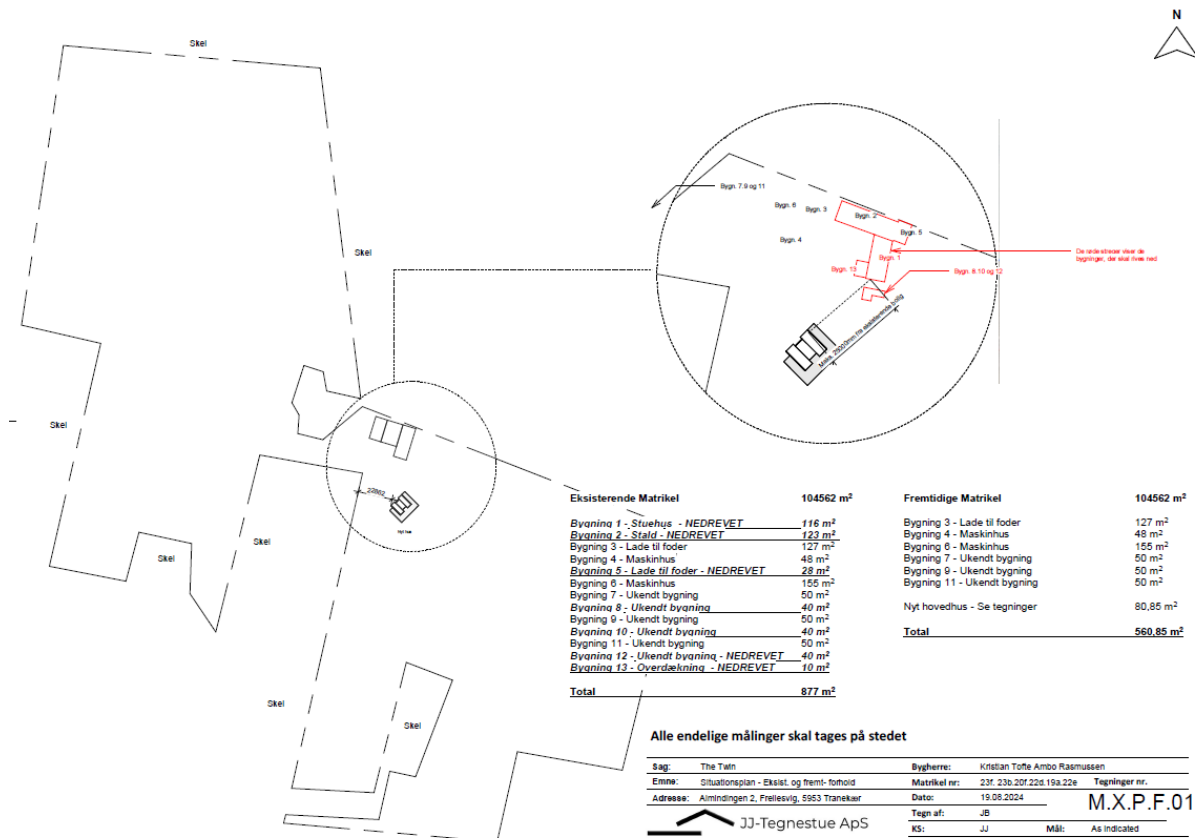 N
Skel
Skel
Skel
Skel
Skel
Skel
Skel
22862
Nyt hus
Bygn. 7.9 og 11
Bygn. 6
Bygn. 3
Bygn. 2
Bygn. 5
Bygn. 4
Bygn. 1
Bygn. 13
Bygn. 8.10 og 12
De røde streger viser de
bygninger, der skal rives ned
Maks. 25000mm fra eksisterende bolig
Eksisterende Matrikel 104562 m²
Bygning 1 - Stuehus - NEDREVET 116 m²
Bygning 2 - Stald - NEDREVET 123 m²
Bygning 3 - Lade til foder 127 m²
Bygning 4 - Maskinhus 48 m²
Bygning 5 - Lade til foder - NEDREVET 28 m²
Bygning 6 - Maskinhus 155 m²
Bygning 7 - Ukendt bygning 50 m²
Bygning 8 - Ukendt bygning 40 m²
Bygning 9 - Ukendt bygning 50 m²
Bygning 10 - Ukendt bygning 40 m²
Bygning 11 - Ukendt bygning 50 m²
Bygning 12 - Ukendt bygning - NEDREVET 40 m²
Bygning 13 - Overdækning - NEDREVET 10 m²
Total 877 m²
Fremtidige Matrikel 104562 m²
Bygning 3 - Lade til foder 127 m²
Bygning 4 - Maskinhus 48 m²
Bygning 6 - Maskinhus 155 m²
Bygning 7 - Ukendt bygning 50 m²
Bygning 9 - Ukendt bygning 50 m²
Bygning 11 - Ukendt bygning 50 m²
Nyt hovedhus - Se tegninger 80,85 m²
Total 560,85 m²
Alle endelige målinger skal tages på stedet
Sag: The Twin Bygherre: Kristian Tofte Ambo Rasmussen
Emne: Situationsplan - Eksist. og fremt- forhold Matrikel nr: 23f. 23b.20f.22d.19a.22e Tegninger nr.
Adresse: Almindingen 2, Frellesvig, 5953 Tranekær Dato: 19.08.2024 M.X.P.F.01
JJ-Tegnestue ApS Tegn af: JB
KS: JJ Mål: As indicated